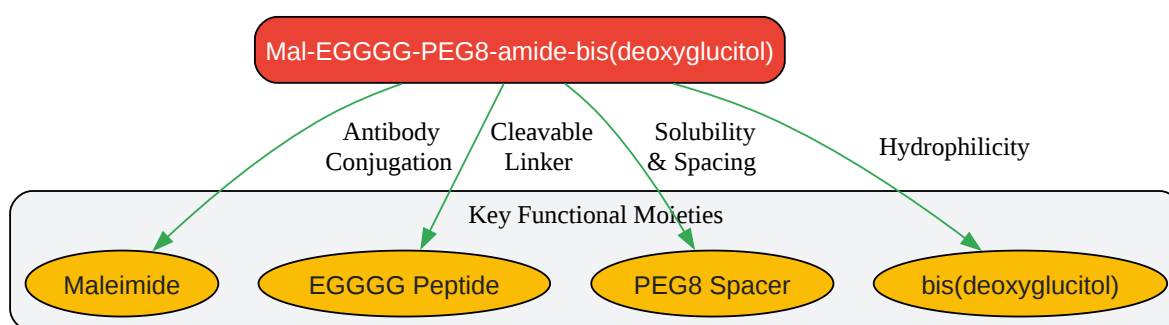 Mal-EGGGG-PEG8-amide-bis(deoxyglucitol)
Antibody
Conjugation
Cleavable
Linker
Solubility
& Spacing
Hydrophilicity
Key Functional Moieties
Maleimide
EGGGG Peptide
PEG8 Spacer
bis(deoxyglucitol)